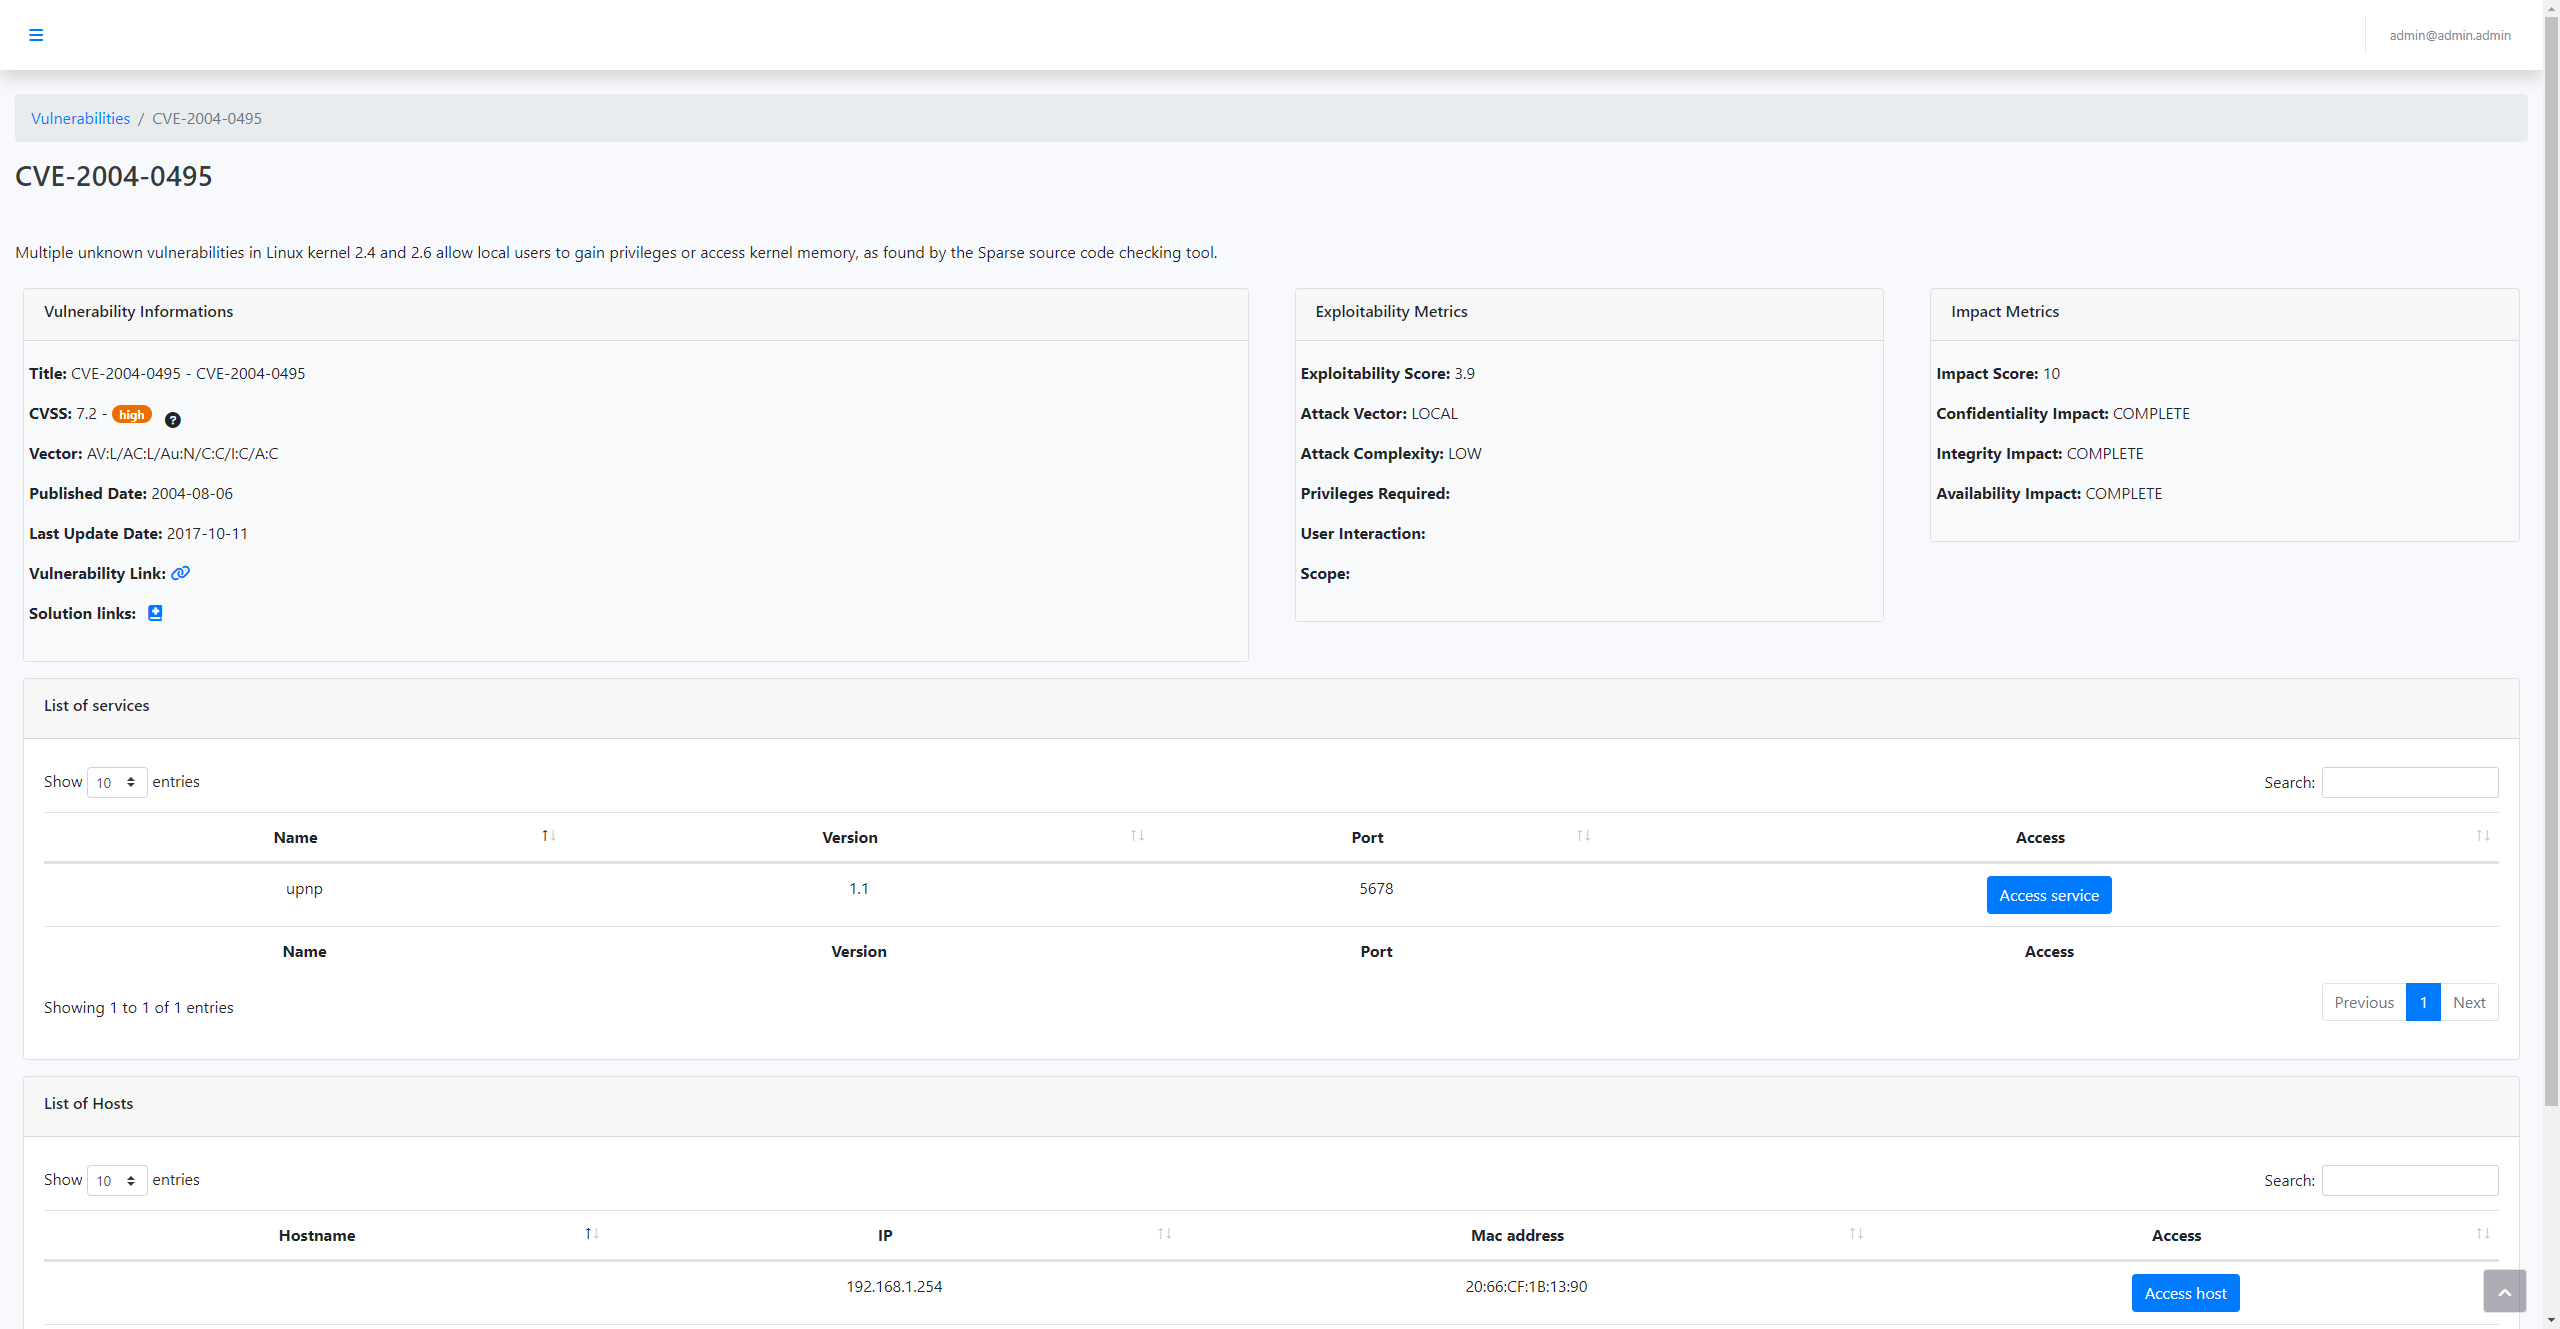 admin@admin.admin
Vulnerabilities / CVE-2004-0495
CVE-2004-0495
Multiple unknown vulnerabilities in Linux kernel 2.4 and 2.6 allow local users to gain privileges or access kernel memory, as found by the Sparse source code checking tool.
Vulnerability Informations
Title: CVE-2004-0495 - CVE-2004-0495
CVSS: 7.2 - high ?
Vector: AV:L/AC:L/Au:N/C:C/I:C/A:C
Published Date: 2004-08-06
Last Update Date: 2017-10-11
Vulnerability Link:
Solution links:
Exploitability Metrics
Exploitability Score: 3.9
Attack Vector: LOCAL
Attack Complexity: LOW
Privileges Required:
User Interaction:
Scope:
Impact Metrics
Impact Score: 10
Confidentiality Impact: COMPLETE
Integrity Impact: COMPLETE
Availability Impact: COMPLETE
List of services
Show 10 entries Search:
Name Version Port Access
upnp 1.1 5678 Access service
Name Version Port Access
Showing 1 to 1 of 1 entries Previous 1 Next
List of Hosts
Show 10 entries Search:
Hostname IP Mac address Access
192.168.1.254 20:66:CF:1B:13:90 Access host